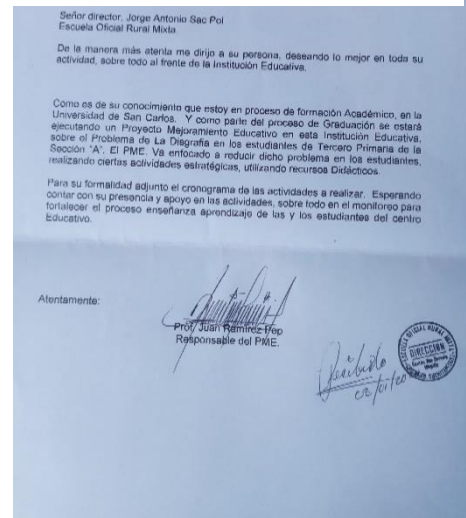 Señor director, Jorge Antonio Sac Pol
Escuela Oficial Rural Mixta.
De la manera más atenta me dirijo a su persona, deseando lo mejor en toda su
actividad, sobre todo al frente de la Institución Educativa.
Como es de su conocimiento que estoy en proceso de formación Académico, en la
Universidad de San Carlos. Y como parte del proceso de Graduación se estará
ejecutando un Proyecto Mejoramiento Educativo en esta Institución Educativa,
sobre el Problema de La Disgrafía en los estudiantes de Tercero Primaria de la
Sección "A". El PME. Va enfocado a reducir dicho problema en los estudiantes,
realizando ciertas actividades estratégicas, utilizando recursos Didácticos.
Para su formalidad adjunto el cronograma de las actividades a realizar. Esperando
contar con su presencia y apoyo en las actividades, sobre todo en el monitoreo para
fortalecer el proceso enseñanza aprendizaje de las y los estudiantes del centro
Educativo.
Atentamente:
Prof/ Juan Ramírez Pop
Responsable del PME.
Recibido
ESCUELA OFICIAL RURAL MIXTA
DIRECCION